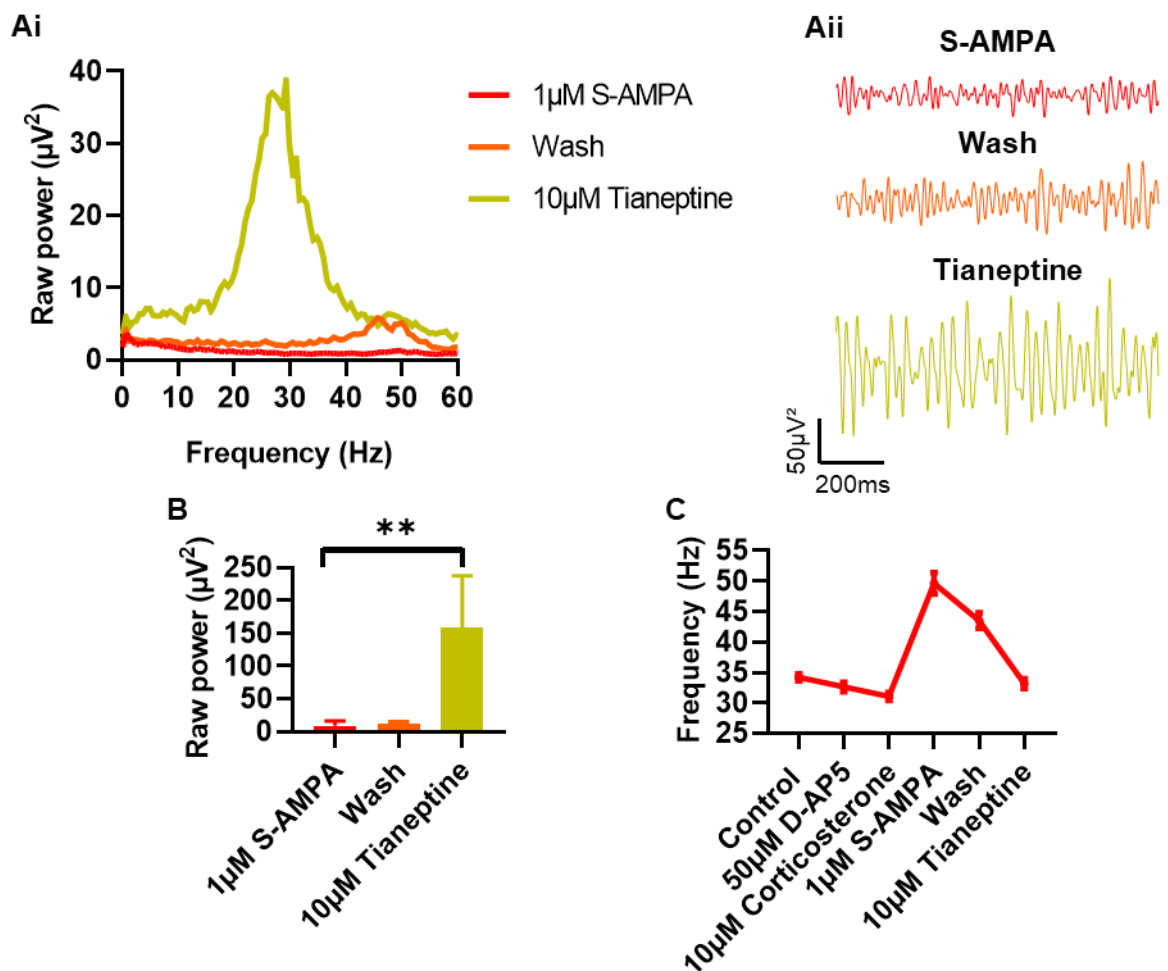 Ai
40
30
20
10
0
Raw power (µV²)
0 10 20 30 40 50 60
Frequency (Hz)
1µM S-AMPA
Wash
10µM Tianeptine
Aii
S-AMPA
Wash
Tianeptine
50µV²
200ms
B
**
250
200
150
100
50
0
Raw power (µV²)
1µM S-AMPA
Wash
10µM Tianeptine
C
55
50
45
40
35
30
25
Frequency (Hz)
Control
50µM D-AP5
10µM Corticosterone
1µM S-AMPA
Wash
10µM Tianeptine